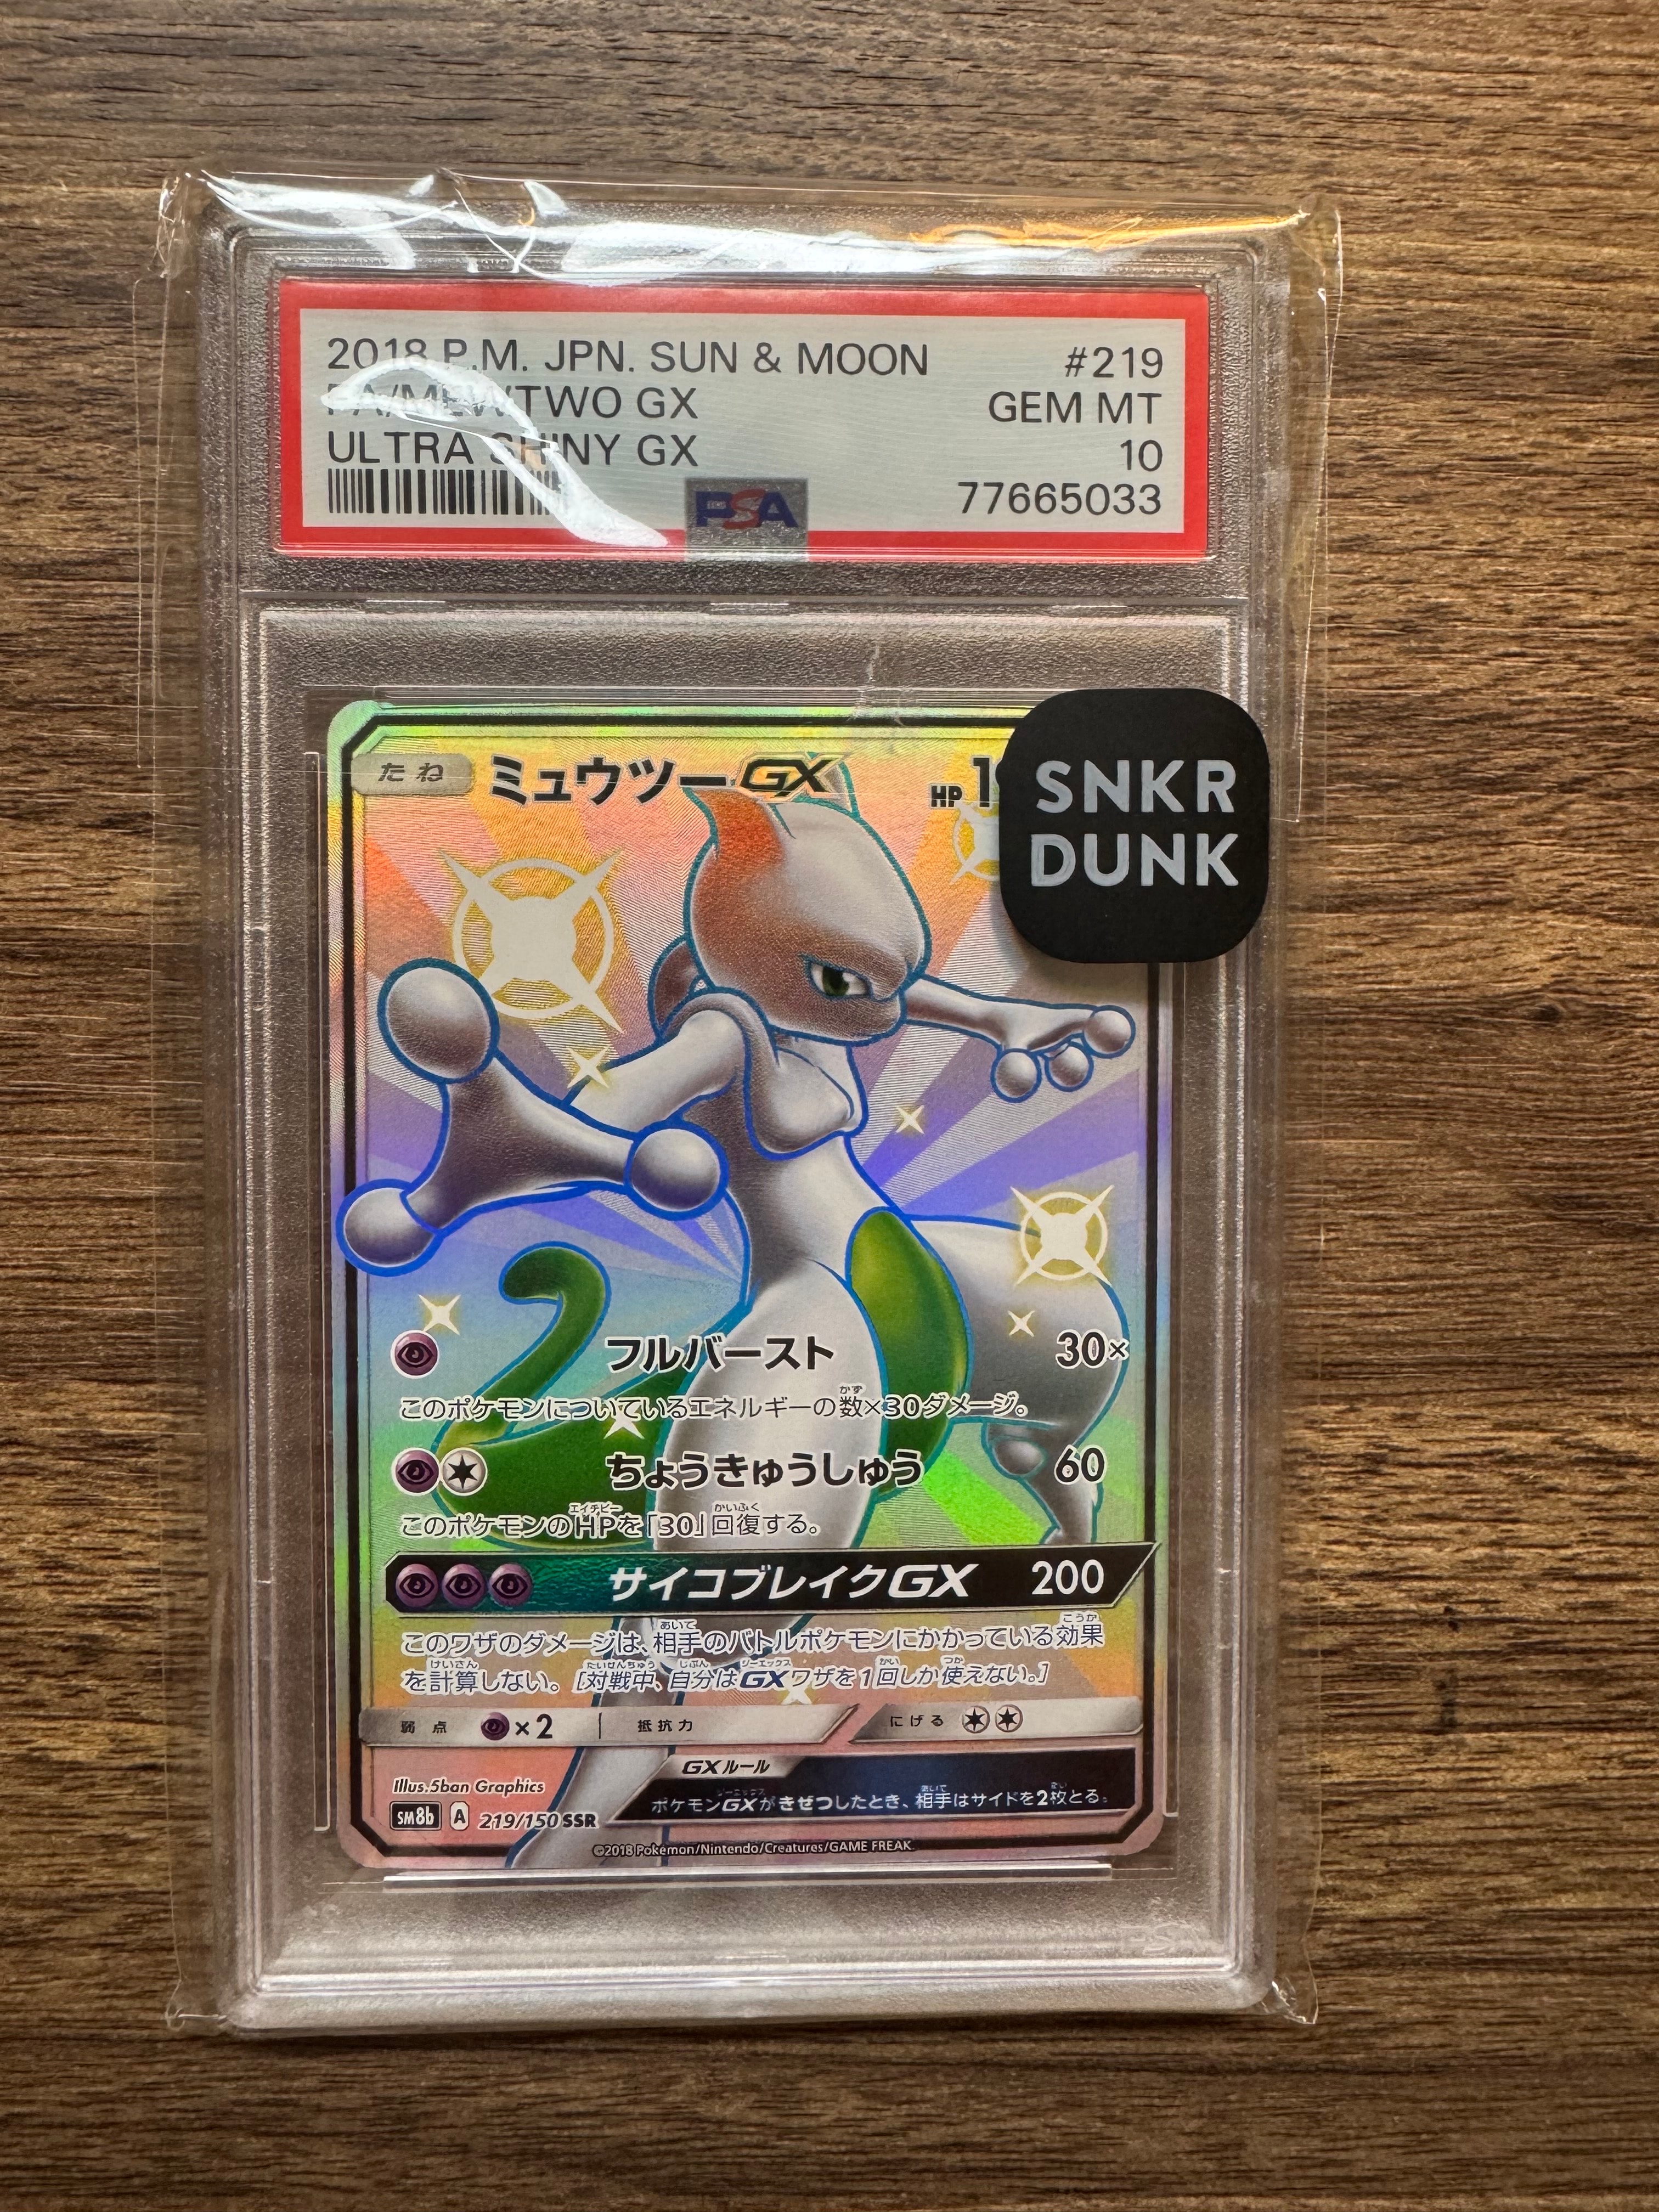 2018 P.M. JPN. SUN & MOON #219
FA/MEWTWO GX GEM MT
ULTRA SHINY GX 10
PSA 77665033
SNKR
DUNK
たね ミュウツーGX HP
フルバースト 30×
このポケモンについているエネルギーの数×30ダメージ。
ちょうきゅうしゅう 60
このポケモンのHPを「30」回復する。
サイコブレイクGX 200
このワザのダメージは、相手のバトルポケモンにかかっている効果
を計算しない。[対戦中、自分はGXワザを1回しか使えない。]
弱点 ×2 抵抗力 にげる
GXルール
ポケモンGXがきぜつしたとき、相手はサイドを2枚とる。
Illus.5ban Graphics
SM8b A 219/150 SSR
©2018 Pokémon/Nintendo/Creatures/GAME FREAK